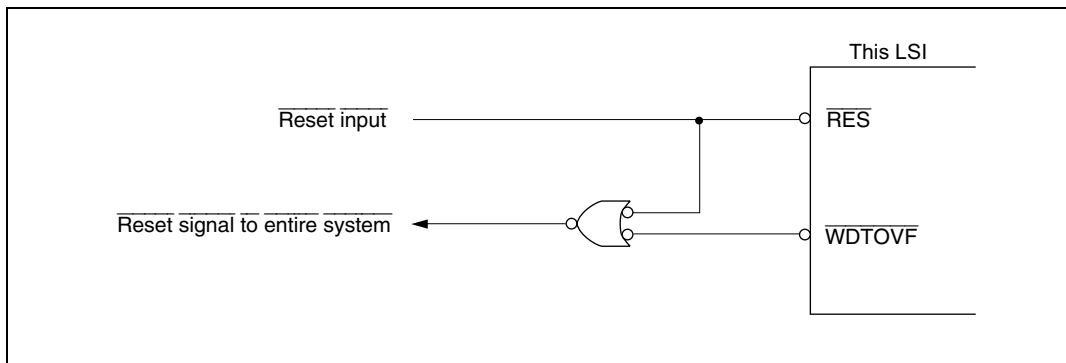 This LSI
Reset input
RES
Reset signal to entire system
WDTOVF